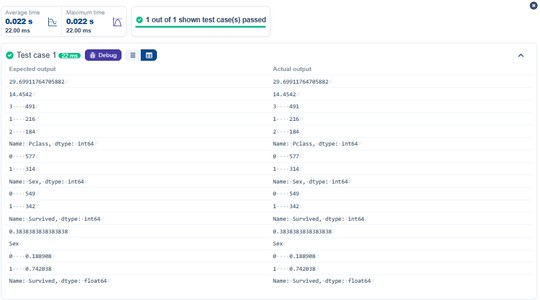 Average time
0.022 s
22.00 ms
Maximum time
0.022 s
22.00 ms
1 out of 1 shown test case(s) passed
Test case 1
22 ms
Debug
Expected output
29.69911764705882
14.4542
3····491
1····216
2····184
Name:·Pclass,·dtype:·int64
0····577
1····314
Name:·Sex,·dtype:·int64
0····549
1····342
Name:·Survived,·dtype:·int64
0.3838383838383838
Sex
0····0.188908
1····0.742038
Name:·Survived,·dtype:·float64
Actual output
29.69911764705882
14.4542
3····491
1····216
2····184
Name:·Pclass,·dtype:·int64
0····577
1····314
Name:·Sex,·dtype:·int64
0····549
1····342
Name:·Survived,·dtype:·int64
0.3838383838383838
Sex
0····0.188908
1····0.742038
Name:·Survived,·dtype:·float64